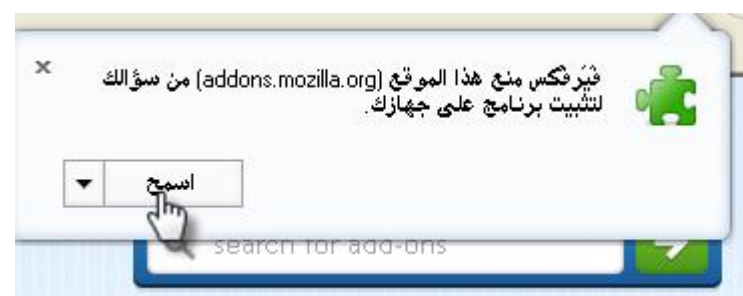 فَيَرفُكس منع هذا الموقع (addons.mozilla.org) من سؤالك
لتثبيت برنامج على جهازك.
اسمح
search for add-ons